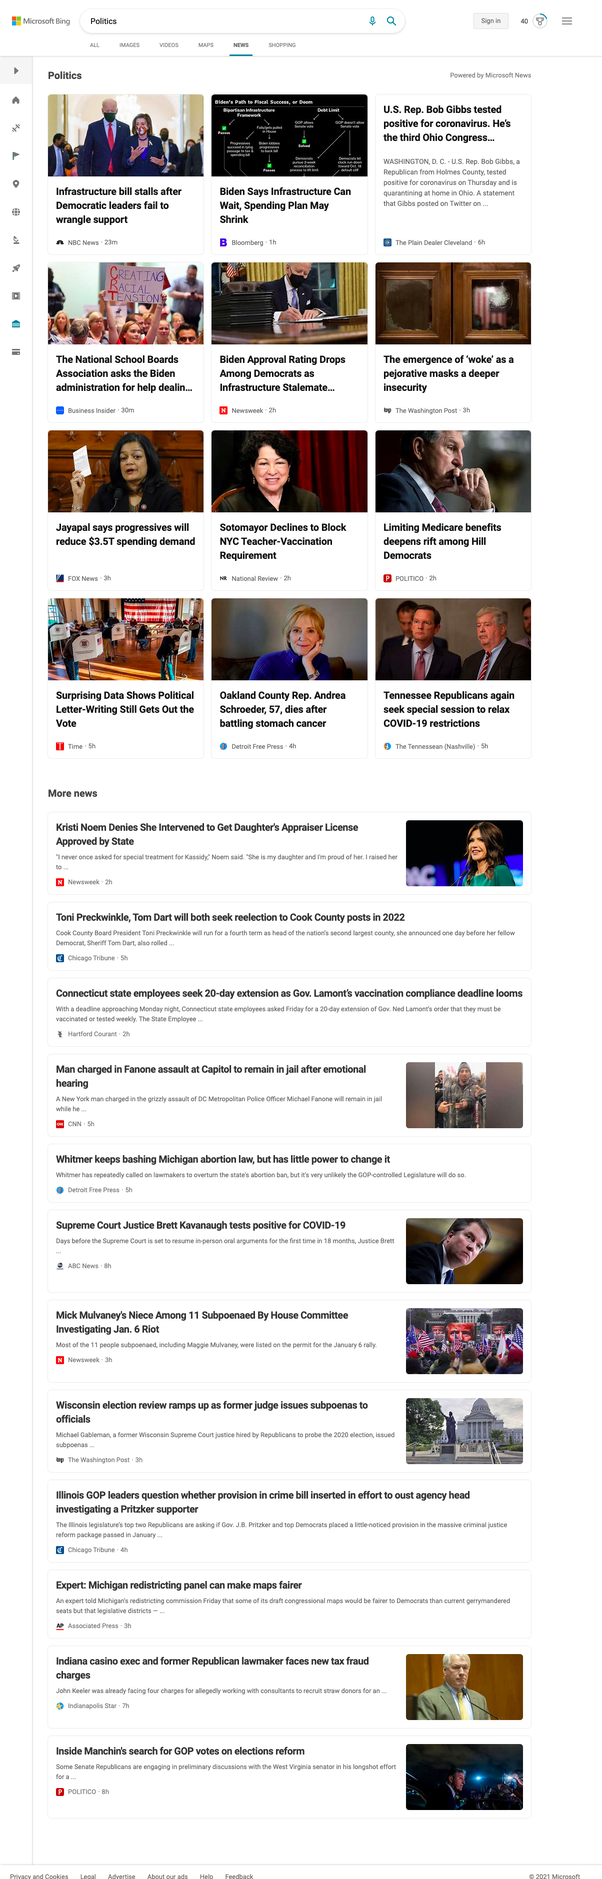 Microsoft Bing
Politics
Sign in
40
ALL
IMAGES
VIDEOS
MAPS
NEWS
SHOPPING
Politics
Powered by Microsoft News
Biden's Path to Fiscal Success, or Doom
Bipartisan Infrastructure Framework
Debt Limit
Infrastructure bill stalls after
Democratic leaders fail to
wrangle support
NBC News · 23m
Biden Says Infrastructure Can
Wait, Spending Plan May
Shrink
Bloomberg · 1h
U.S. Rep. Bob Gibbs tested
positive for coronavirus. He's
the third Ohio Congress...
WASHINGTON, D. C. - U.S. Rep. Bob Gibbs, a
Republican from Holmes County, tested
positive for coronavirus on Thursday and is
quarantining at home in Ohio. A statement
that Gibbs posted on Twitter on ...
The Plain Dealer Cleveland · 6h
CREATING
RACIAL
TENSION
The National School Boards
Association asks the Biden
administration for help dealin...
Business Insider · 30m
Biden Approval Rating Drops
Among Democrats as
Infrastructure Stalemate...
Newsweek · 2h
The emergence of 'woke' as a
pejorative masks a deeper
insecurity
The Washington Post · 3h
Jayapal says progressives will
reduce $3.5T spending demand
FOX News · 3h
Sotomayor Declines to Block
NYC Teacher-Vaccination
Requirement
National Review · 2h
Limiting Medicare benefits
deepens rift among Hill
Democrats
POLITICO · 2h
Surprising Data Shows Political
Letter-Writing Still Gets Out the
Vote
Time · 5h
Oakland County Rep. Andrea
Schroeder, 57, dies after
battling stomach cancer
Detroit Free Press · 4h
Tennessee Republicans again
seek special session to relax
COVID-19 restrictions
The Tennessean (Nashville) · 5h
More news
Kristi Noem Denies She Intervened to Get Daughter's Appraiser License
Approved by State
"I never once asked for special treatment for Kassidy," Noem said. "She is my daughter and I'm proud of her. I raised her
to ...
Newsweek · 2h
Toni Preckwinkle, Tom Dart will both seek reelection to Cook County posts in 2022
Cook County Board President Toni Preckwinkle will run for a fourth term as head of the nation's second largest county, she announced one day before her fellow
Democrat, Sheriff Tom Dart, also rolled ...
Chicago Tribune · 5h
Connecticut state employees seek 20-day extension as Gov. Lamont's vaccination compliance deadline looms
With a deadline approaching Monday night, Connecticut state employees asked Friday for a 20-day extension of Gov. Ned Lamont's order that they must be
vaccinated or tested weekly. The State Employee ...
Hartford Courant · 2h
Man charged in Fanone assault at Capitol to remain in jail after emotional
hearing
A New York man charged in the grizzly assault of DC Metropolitan Police Officer Michael Fanone will remain in jail
while he ...
CNN · 5h
Whitmer keeps bashing Michigan abortion law, but has little power to change it
Whitmer has repeatedly called on lawmakers to overturn the state's abortion ban, but it's very unlikely the GOP-controlled Legislature will do so.
Detroit Free Press · 5h
Supreme Court Justice Brett Kavanaugh tests positive for COVID-19
Days before the Supreme Court is set to resume in-person oral arguments for the first time in 18 months, Justice Brett
...
ABC News · 8h
Mick Mulvaney's Niece Among 11 Subpoenaed By House Committee
Investigating Jan. 6 Riot
Most of the 11 people subpoenaed, including Maggie Mulvaney, were listed on the permit for the January 6 rally.
Newsweek · 3h
Wisconsin election review ramps up as former judge issues subpoenas to
officials
Michael Gableman, a former Wisconsin Supreme Court justice hired by Republicans to probe the 2020 election, issued
subpoenas ...
The Washington Post · 3h
Illinois GOP leaders question whether provision in crime bill inserted in effort to oust agency head
investigating a Pritzker supporter
The Illinois legislature's top two Republicans are asking if Gov. J.B. Pritzker and top Democrats placed a little-noticed provision in the massive criminal justice
reform package passed in January ...
Chicago Tribune · 4h
Expert: Michigan redistricting panel can make maps fairer
An expert told Michigan's redistricting commission Friday that some of its draft congressional maps would be fairer to Democrats than current gerrymandered
seats but that legislative districts — ...
Associated Press · 3h
Indiana casino exec and former Republican lawmaker faces new tax fraud
charges
John Keeler was already facing four charges for allegedly working with consultants to recruit straw donors for an ...
Indianapolis Star · 7h
Inside Manchin's search for GOP votes on elections reform
Some Senate Republicans are engaging in preliminary discussions with the West Virginia senator in his longshot effort
for a ...
POLITICO · 8h
Privacy and Cookies
Legal
Advertise
About our ads
Help
Feedback
© 2021 Microsoft